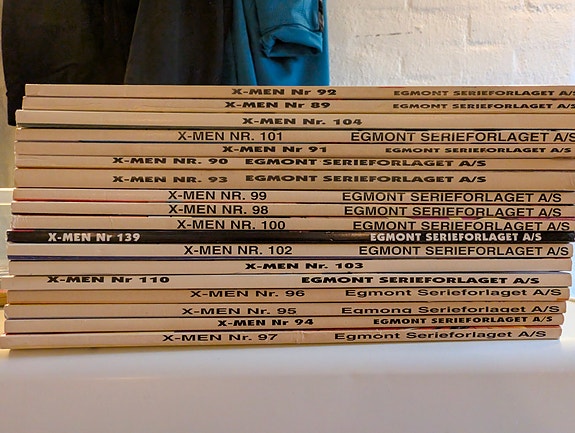 X-MEN Nr 92 EGMONT SERIEFORLAGET A/S
X-MEN Nr 89 EGMONT SERIEFORLAGET A/S
X-MEN Nr. 104
X-MEN NR. 101 EGMONT SERIEFORLAGET A/S
X-MEN Nr 91 EGMONT SERIEFORLAGET A/S
X-MEN NR. 90 EGMONT SERIEFORLAGET A/S
X-MEN NR. 93 EGMONT SERIEFORLAGET A/S
X-MEN NR. 99 EGMONT SERIEFORLAGET A/S
X-MEN NR. 98 EGMONT SERIEFORLAGET A/S
X-MEN NR. 100 EGMONT SERIEFORLAGET A/S
X-MEN Nr 139 EGMONT SERIEFORLAGET A/S
X-MEN NR. 102 EGMONT SERIEFORLAGET A/S
X-MEN Nr. 103
X-MEN Nr 110 EGMONT SERIEFORLAGET A/S
X-MEN Nr. 96 Egmont Serieforlaget A/S
X-MEN Nr. 95 Egmont Serieforlaget A/S
X-MEN Nr 94 EGMONT SERIEFORLAGET A/S
X-MEN Nr. 97 Egmont Serieforlaget A/S